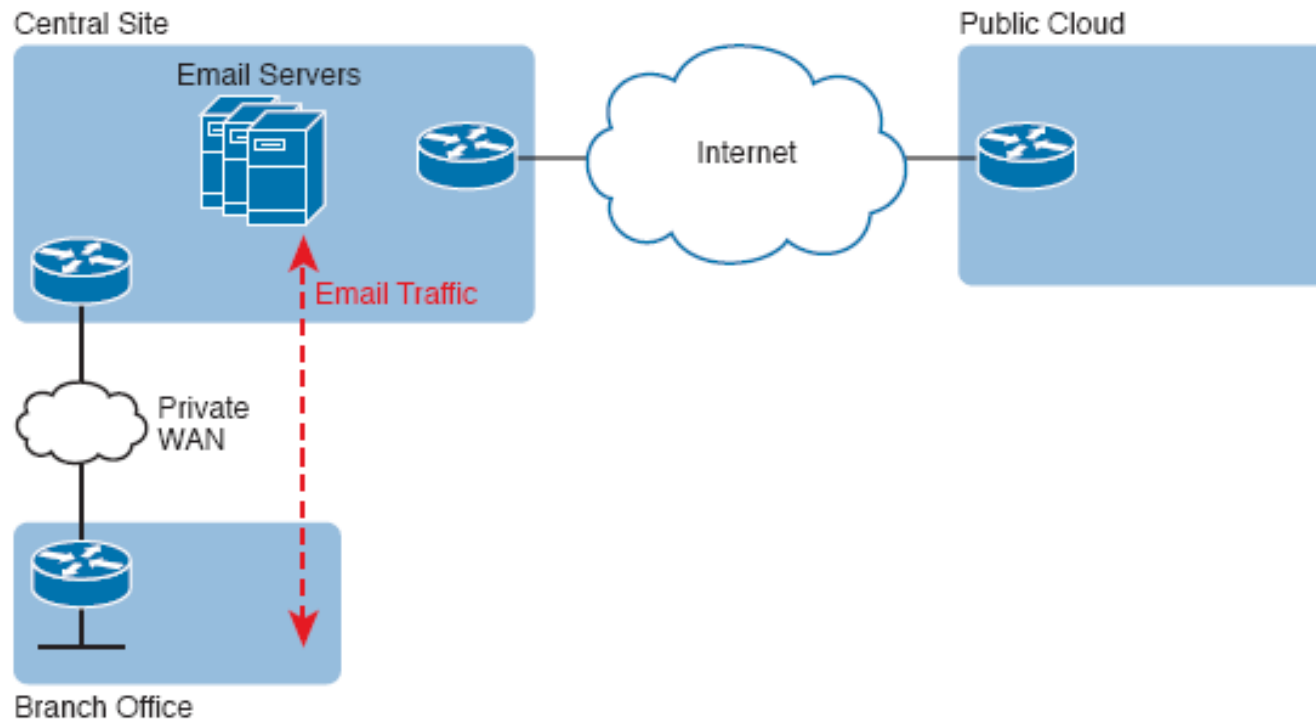 Central Site
Public Cloud
Email Servers
Internet
Email Traffic
Private
WAN
Branch Office